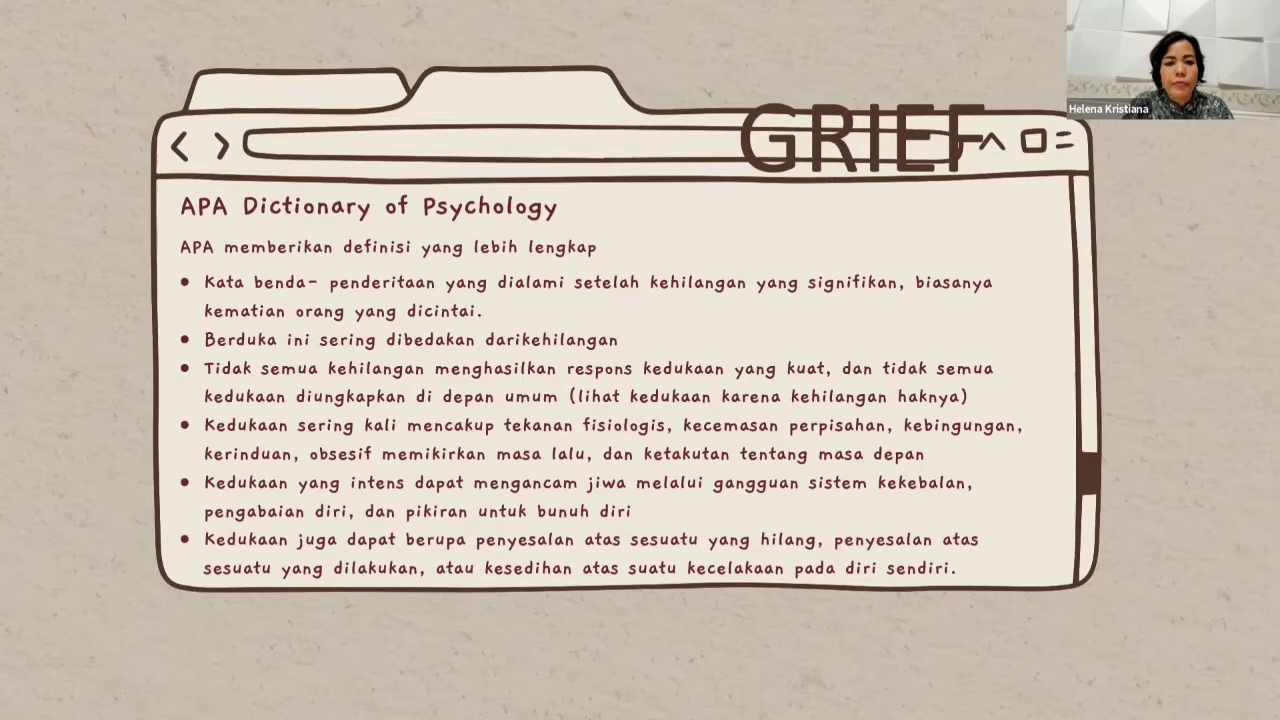 GRIEF
Helena Kristiana
APA Dictionary of Psychology
APA memberikan definisi yang lebih lengkap
• Kata benda- penderitaan yang dialami setelah kehilangan yang signifikan, biasanya
kematian orang yang dicintai.
• Berduka ini sering dibedakan darikehilangan
• Tidak semua kehilangan menghasilkan respons kedukaan yang kuat, dan tidak semua
kedukaan diungkapkan di depan umum (lihat kedukaan karena kehilangan haknya)
• Kedukaan sering kali mencakup tekanan fisiologis, kecemasan perpisahan, kebingungan,
kerinduan, obsesif memikirkan masa lalu, dan ketakutan tentang masa depan
• Kedukaan yang intens dapat mengancam jiwa melalui gangguan sistem kekebalan,
pengabaian diri, dan pikiran untuk bunuh diri
• Kedukaan juga dapat berupa penyesalan atas sesuatu yang hilang, penyesalan atas
sesuatu yang dilakukan, atau kesedihan atas suatu kecelakaan pada diri sendiri.